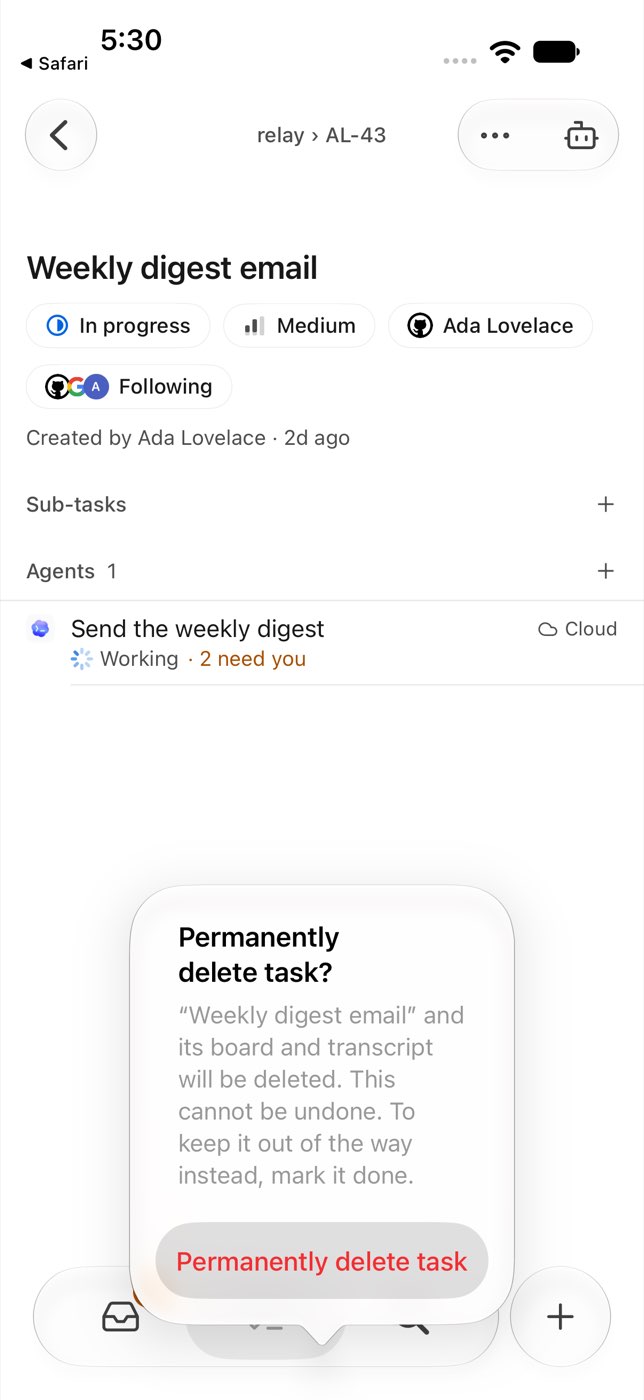 5:30
Safari
relay › AL-43
Weekly digest email
In progress
Medium
Ada Lovelace
A
Following
Created by Ada Lovelace · 2d ago
Sub-tasks
Agents 1
Send the weekly digest
Cloud
Working · 2 need you
Permanently
delete task?
“Weekly digest email” and
its board and transcript
will be deleted. This
cannot be undone. To
keep it out of the way
instead, mark it done.
Permanently delete task